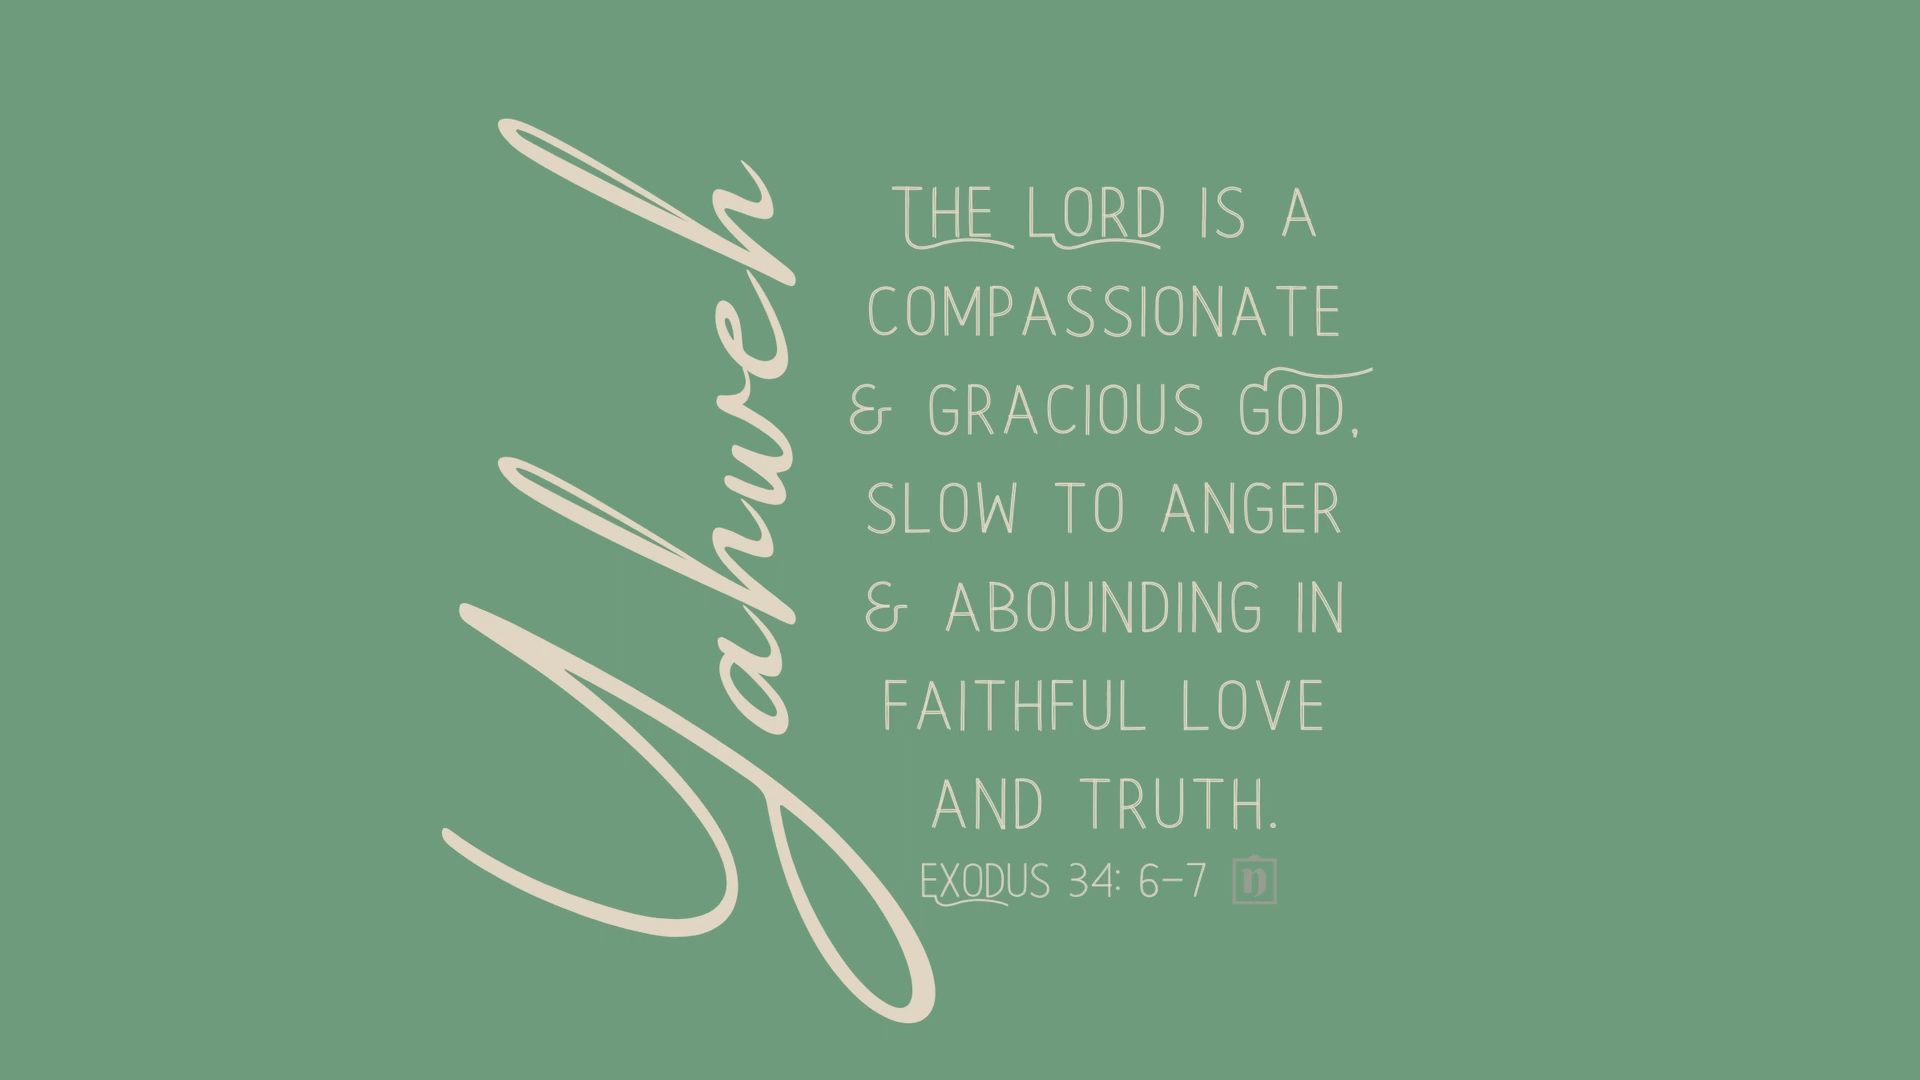 Yahweh
THE LORD IS A
COMPASSIONATE
& GRACIOUS GOD,
SLOW TO ANGER
& ABOUNDING IN
FAITHFUL LOVE
AND TRUTH.
EXODUS 34: 6-7 n